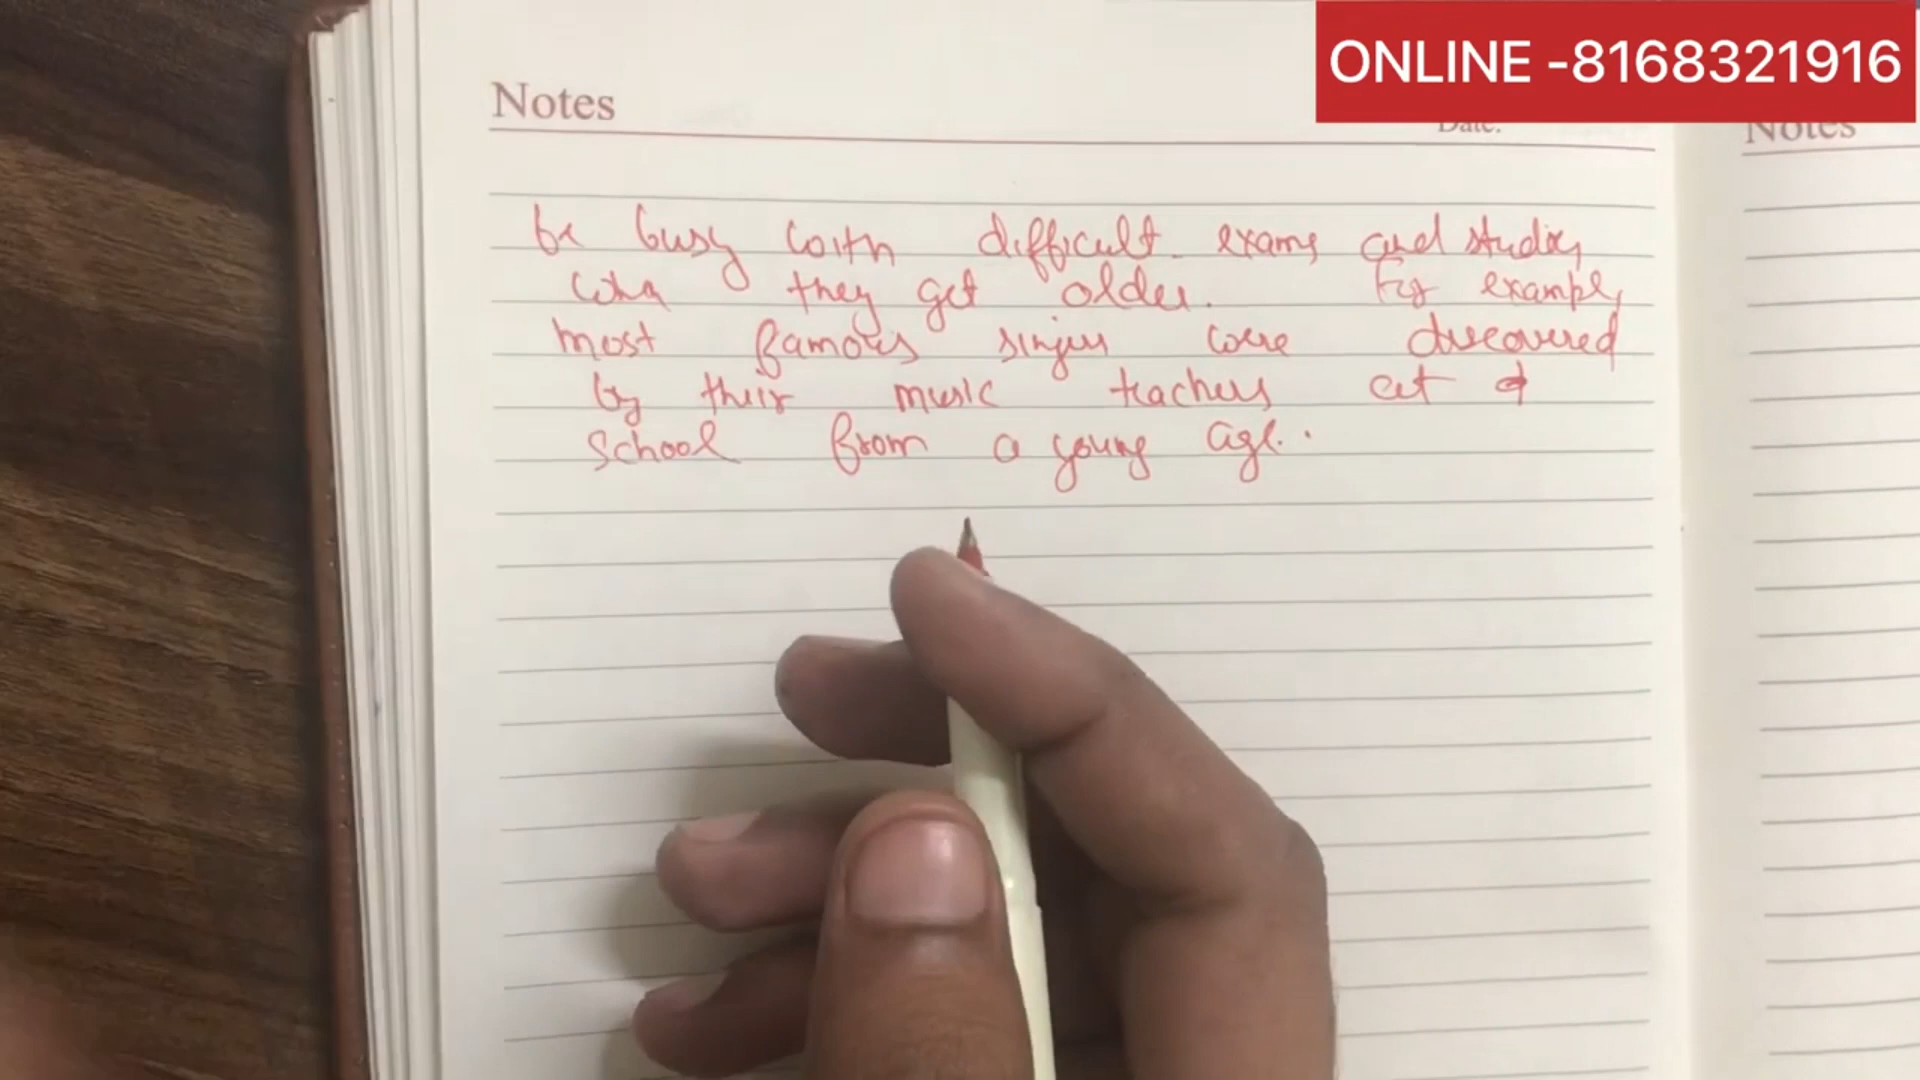 ONLINE -8168321916
Notes
Date.
Notes
be busy with difficult exams and studies
when they get older. For example,
most famous singers were discovered
by their music teachers at
school from a young age.